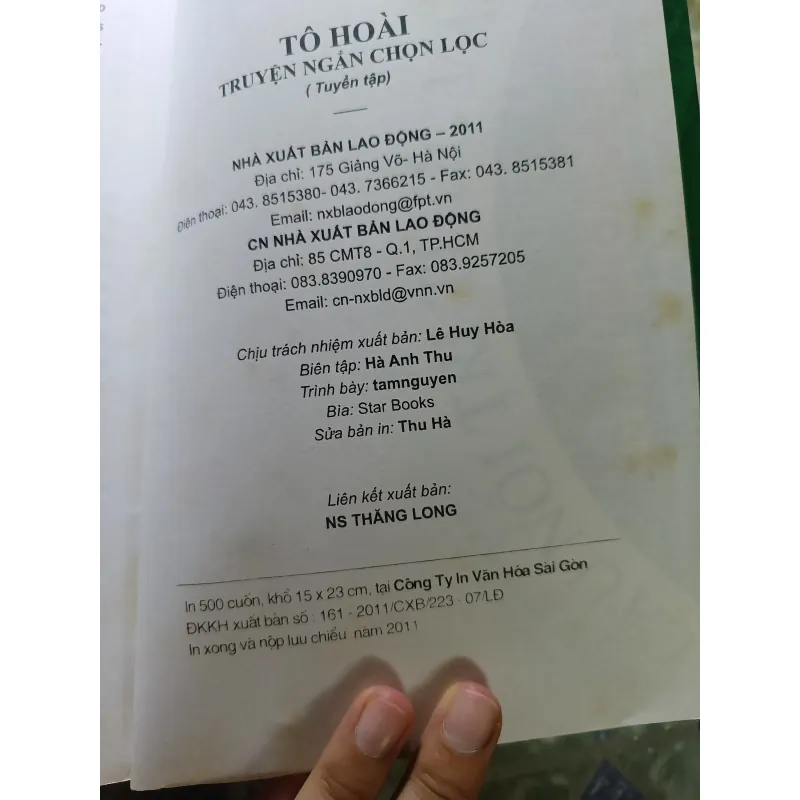 TÔ HOÀI
TRUYỆN NGẮN CHỌN LỌC
( Tuyển tập)
NHÀ XUẤT BẢN LAO ĐỘNG – 2011
Địa chỉ: 175 Giảng Võ- Hà Nội
Điện thoại: 043. 8515380- 043. 7366215 - Fax: 043. 8515381
Email: nxblaodong@fpt.vn
CN NHÀ XUẤT BẢN LAO ĐỘNG
Địa chỉ: 85 CMT8 - Q.1, TP.HCM
Điện thoại: 083.8390970 - Fax: 083.9257205
Email: cn-nxbld@vnn.vn
Chịu trách nhiệm xuất bản: Lê Huy Hòa
Biên tập: Hà Anh Thu
Trình bày: tamnguyen
Bìa: Star Books
Sửa bản in: Thu Hà
Liên kết xuất bản:
NS THĂNG LONG
In 500 cuốn, khổ 15 x 23 cm, tại Công Ty In Văn Hóa Sài Gòn
ĐKKH xuất bản số : 161 - 2011/CXB/223 - 07/LĐ
In xong và nộp lưu chiểu năm 2011